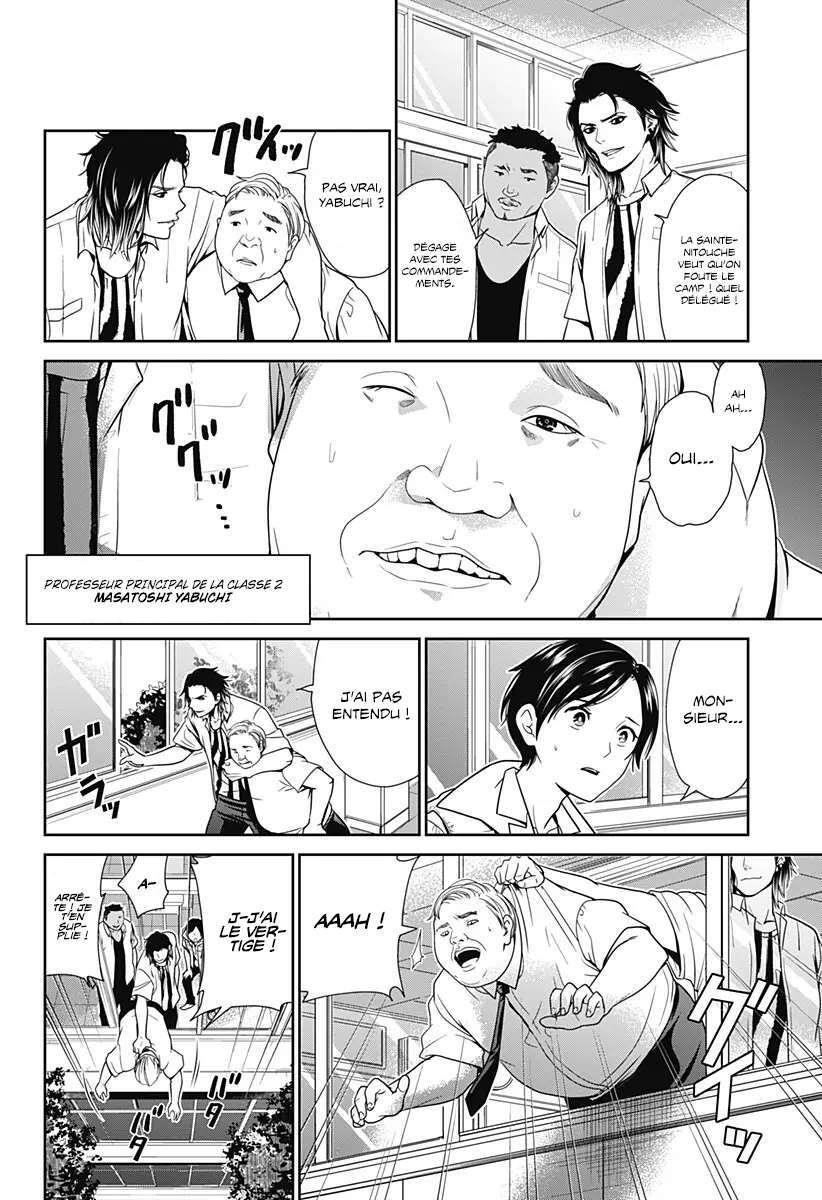 LA SAINTE-
NITOUCHE
VEUT QU'ON
FOUTE LE
CAMP ! QUEL
DÉLÉGUÉ !
DÉGAGE
AVEC TES
COMMANDE-
MENTS.
PAS VRAI,
YABUCHI ?
グイッ
AH
AH...
OUI...
グググ
PROFESSEUR PRINCIPAL DE LA CLASSE 2
MASATOSHI YABUCHI
MON-
SIEUR...
J'AI PAS
ENTENDU !
ガラッ
AAAH !
グイッ
J-J'AI
LE VER-
TIGE !
A-
ARRÊ-
TE ! JE
T'EN
SUP-
PLIE !
バタ
バタ